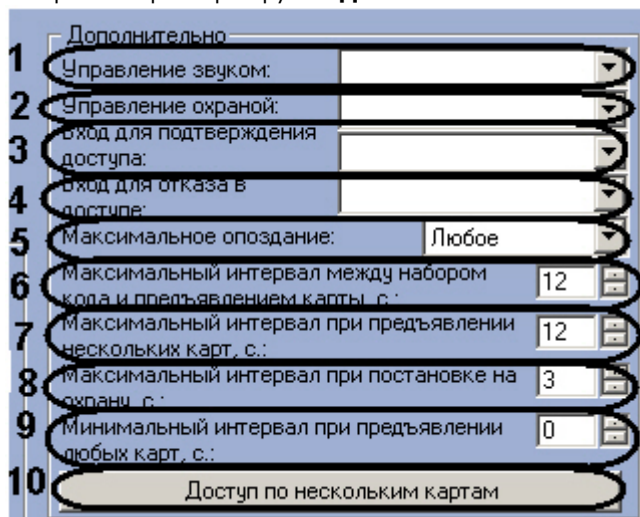 Дополнительно
1 Управление звуком:
2 Управление охраной:
3 Вход для подтверждения
доступа:
4 Вход для отказа в
доступе:
5 Максимальное опоздание: Любое
6 Максимальный интервал между набором
кода и предъявлением карты, с.: 12
7 Максимальный интервал при предъявлении
нескольких карт, с.: 12
8 Максимальный интервал при постановке на
охрану, с.: 3
9 Минимальный интервал при предъявлении
любых карт, с.: 0
10 Доступ по нескольким картам